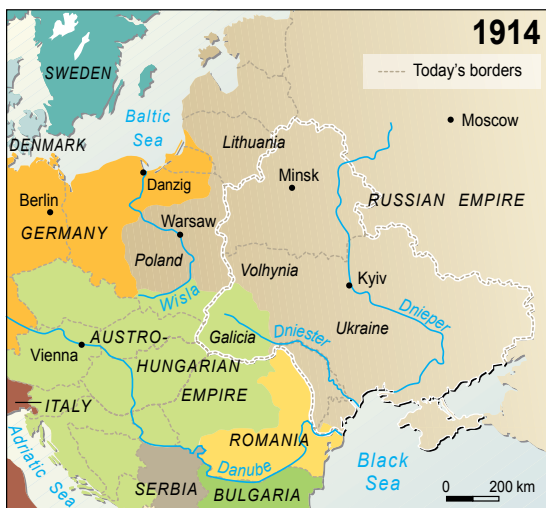 1914
Today's borders
SWEDEN
Moscow
Baltic
Sea
DENMARK
Lithuania
Minsk
Danzig
RUSSIAN EMPIRE
Berlin
GERMANY
Warsaw
Poland
Volhynia
Kyiv
Wisla
Dnieper
Ukraine
Galicia
Dniester
AUSTRO-
HUNGARIAN
EMPIRE
Vienna
ITALY
ROMANIA
Adriatic Sea
Danube
Black
Sea
SERBIA
BULGARIA
0 200 km